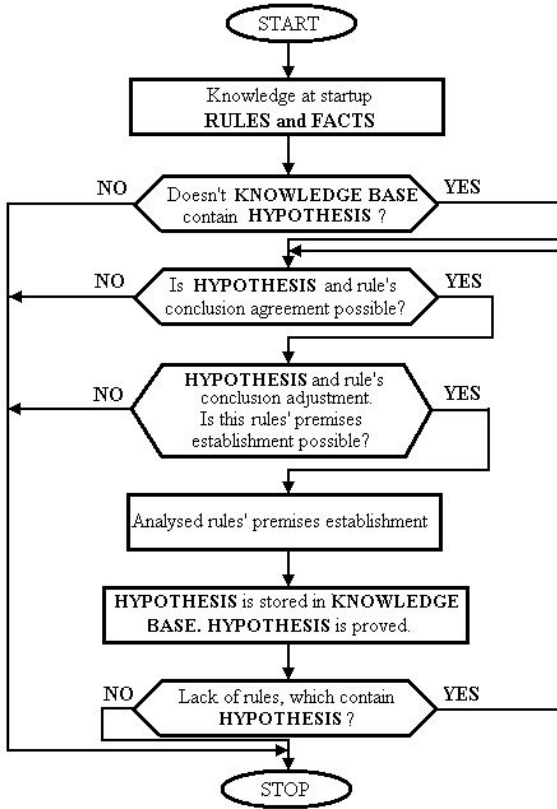 START
Knowledge at startup
RULES and FACTS
NO
YES
Doesn't KNOWLEDGE BASE
contain HYPOTHESIS ?
NO
YES
Is HYPOTHESIS and rule's
conclusion agreement possible?
NO
YES
HYPOTHESIS and rule's
conclusion adjustment.
Is this rules' premises
establishment possible?
Analysed rules' premises establishment
HYPOTHESIS is stored in KNOWLEDGE
BASE. HYPOTHESIS is proved.
NO
YES
Lack of rules, which contain
HYPOTHESIS ?
STOP